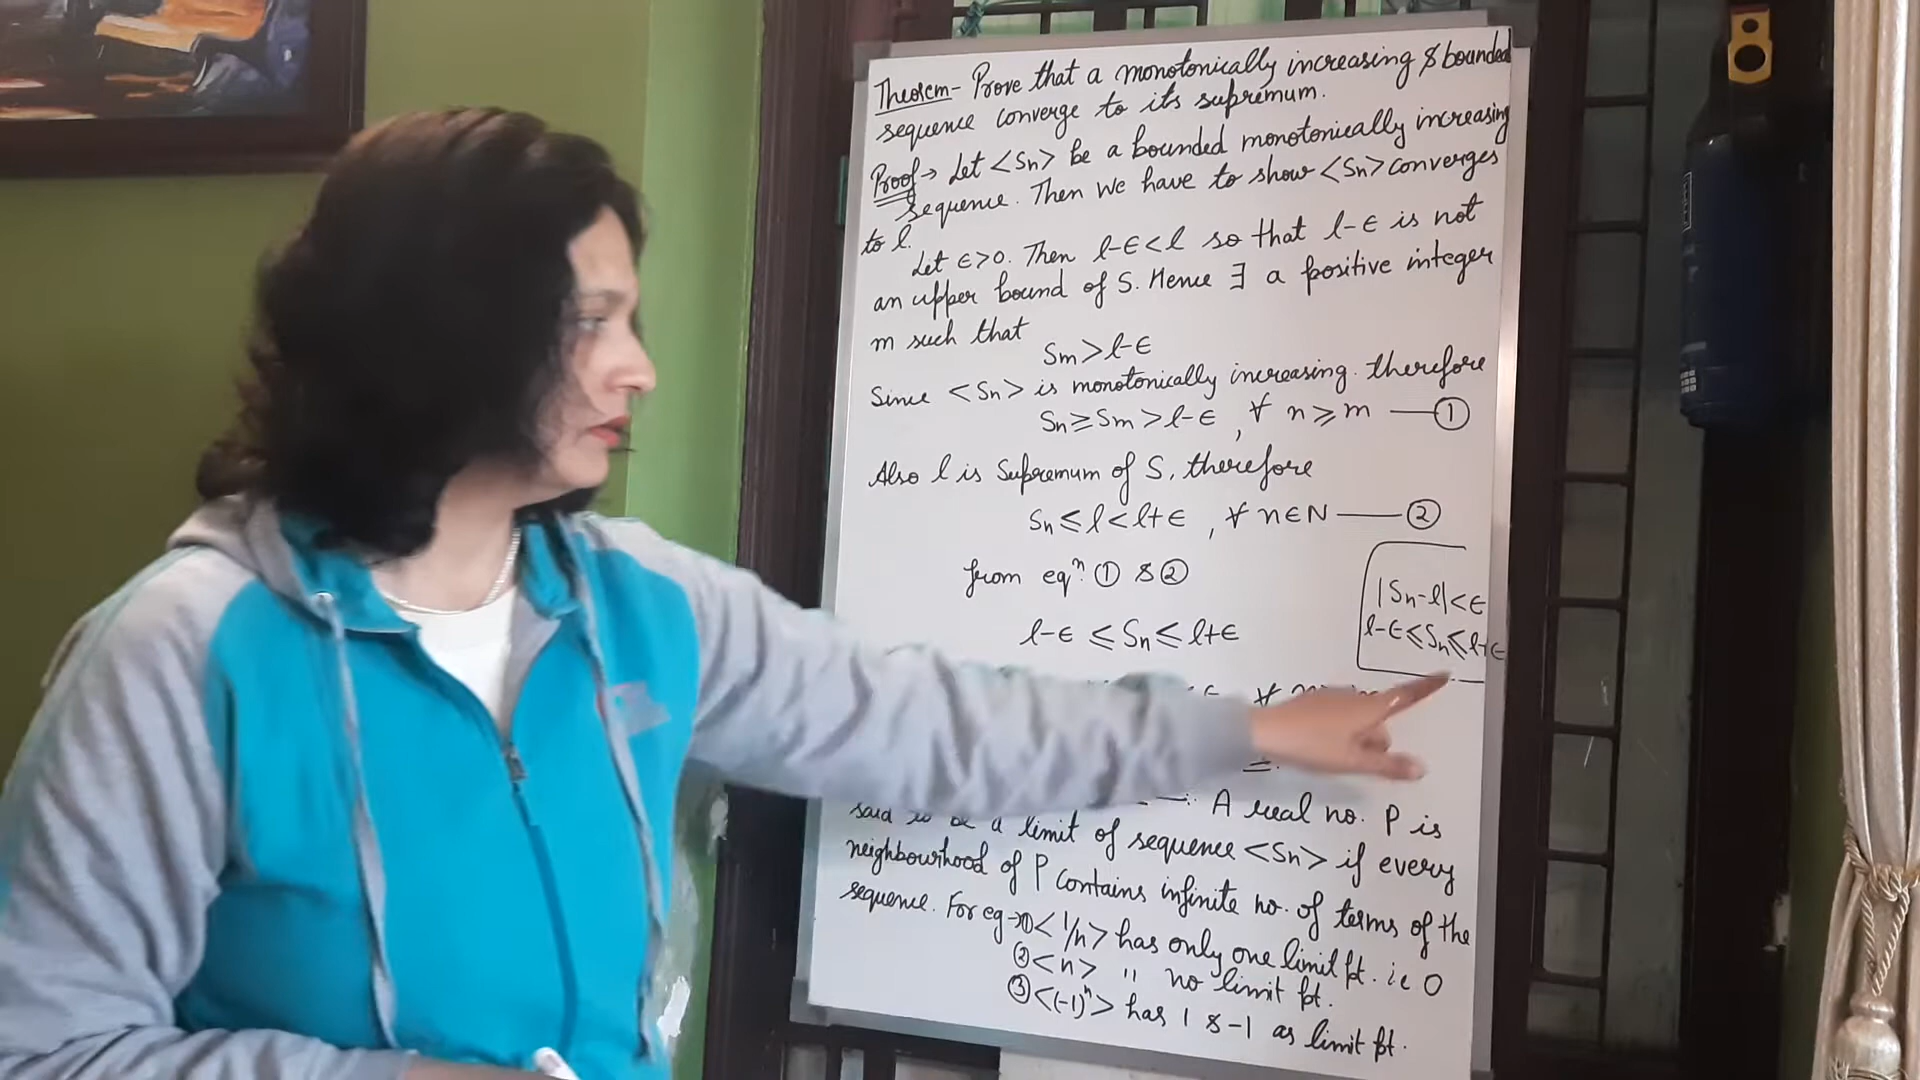 Theorem - Prove that a monotonically increasing & bounded
sequence converge to its supremum.
Proof → Let <Sn> be a bounded monotonically increasing
sequence. Then We have to show <Sn> converges
to l.
Let ϵ>0. Then l-ϵ<l so that l-ϵ is not
an upper bound of S. Hence ∃ a positive integer
m such that
Sm>l-ϵ
Since <Sn> is monotonically increasing. therefore
Sn≥Sm>l-ϵ, ∀ n≥m — ①
Also l is Supremum of S, therefore
Sn≤l<l+ϵ, ∀ n∈N — ②
from eqⁿ. ① & ②
l-ϵ ≤ Sn ≤ l+ϵ
|Sn-l|<ϵ
l-ϵ≤Sn≤l+ϵ
∀
A real no. P is
said to be a limit of sequence <Sn> if every
neighbourhood of P contains infinite no. of terms of the
sequence. For eg → ① <1/n> has only one limit pt. i.e 0
② <n> " no limit pt.
③ <(-1)ⁿ> has 1 & -1 as limit pt.